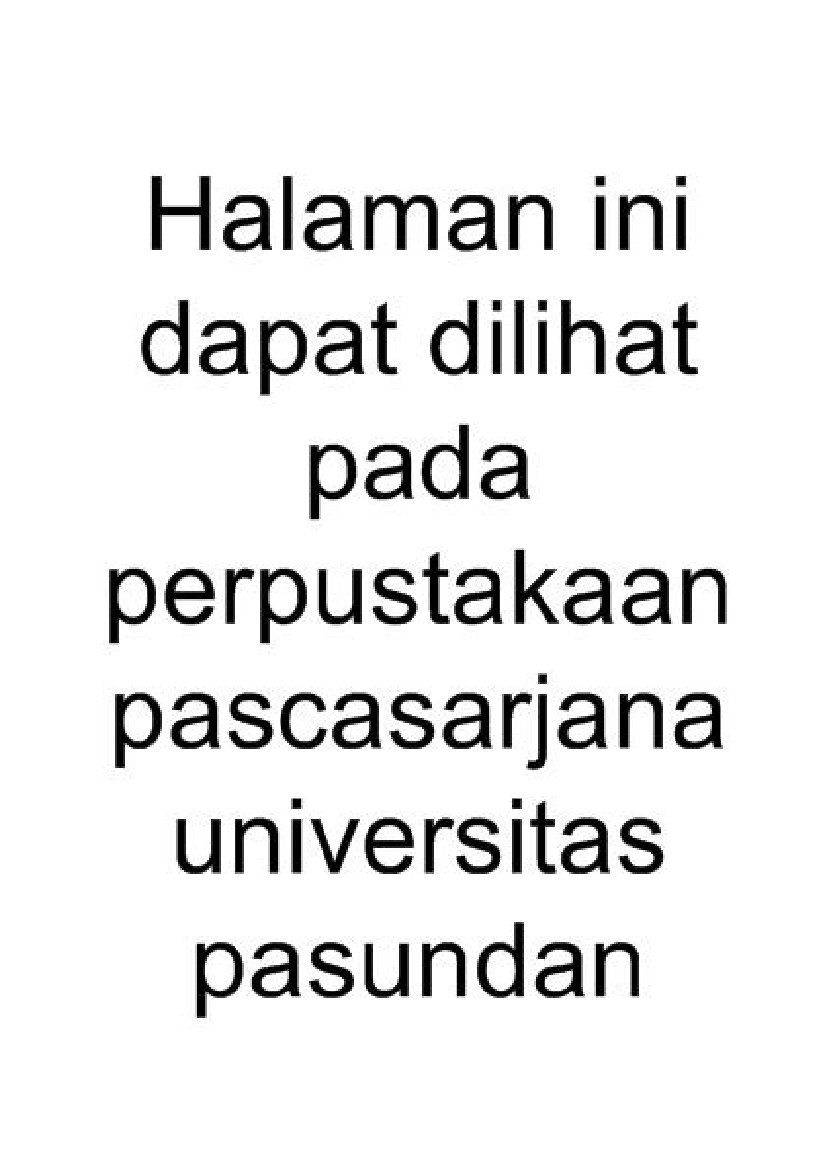 Halaman ini
dapat dilihat
pada
perpustakaan
pascasarjana
universitas
pasundan